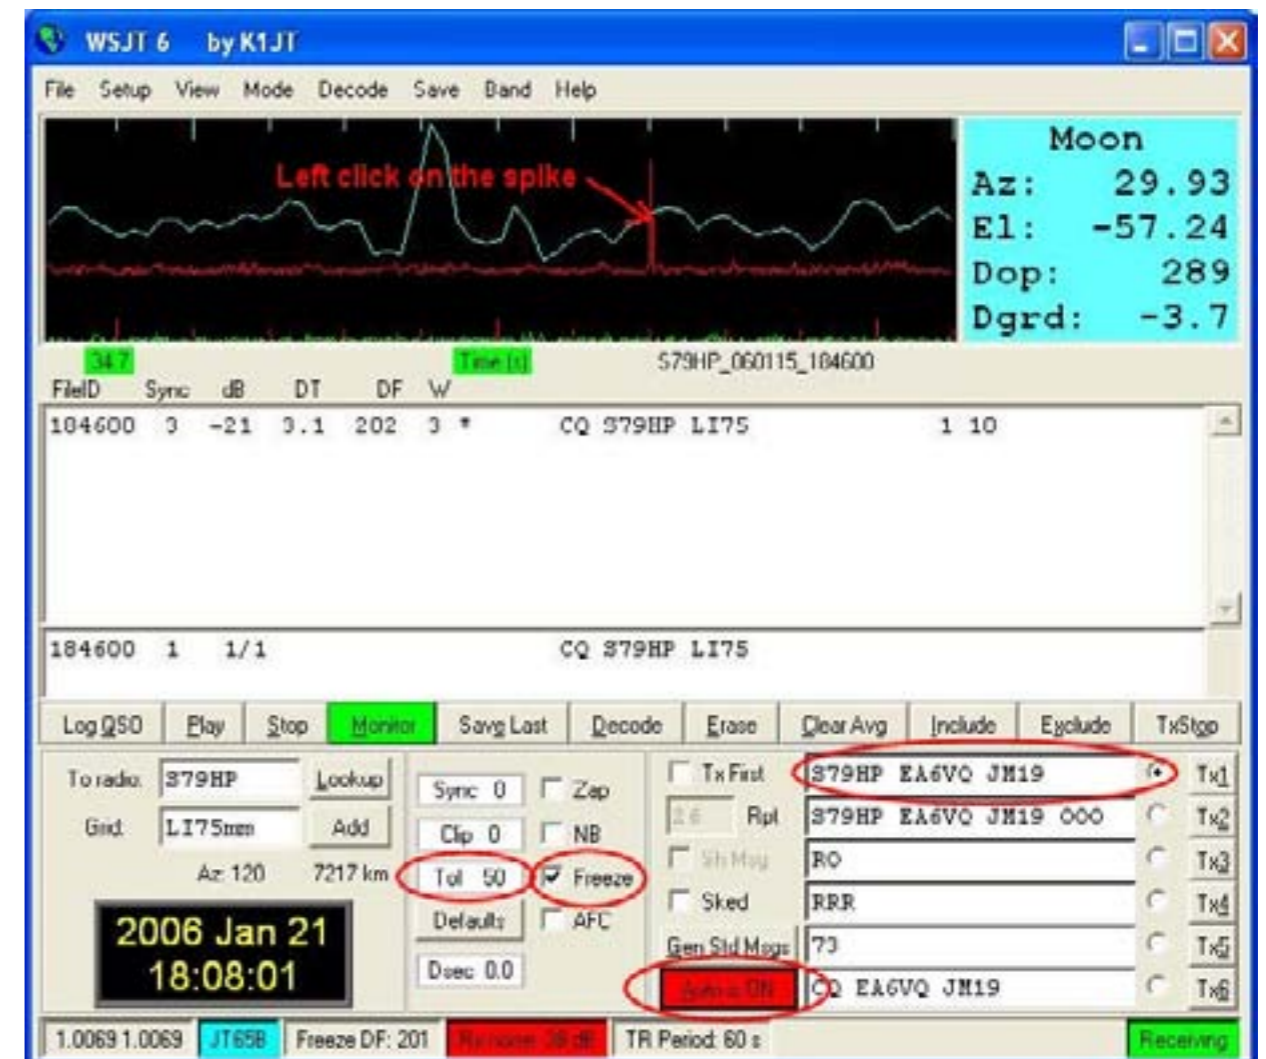 WSJT 6 by K1JT
File Setup View Mode Decode Save Band Help
Left click on the spike
Moon
Az: 29.93
El: -57.24
Dop: 289
Dgrd: -3.7
34.7 Time (s) S79HP_060115_184600
FileID Sync dB DT DF W
184600 3 -21 3.1 202 3 * CQ S79HP LI75 1 10
184600 1 1/1 CQ S79HP LI75
Log QSO Play Stop Monitor Save Last Decode Erase Clear Avg Include Exclude TxStop
To radio: S79HP Lookup
Grid: LI75mm Add
Az: 120 7217 km
2006 Jan 21
18:08:01
Sync 0 Zap
Clip 0 NB
Tol 50 Freeze
Defaults AFC
Dsec 0.0
Tx First S79HP EA6VQ JM19 Tx1
26 Rpt S79HP EA6VQ JM19 OOO Tx2
Sh Msg RO Tx3
Sked RRR Tx4
Gen Std Msgs 73 Tx5
Auto is ON CQ EA6VQ JM19 Tx6
1.0069 1.0069 JT65B Freeze DF: 201 Rx noise: dB TR Period: 60 s Receiving